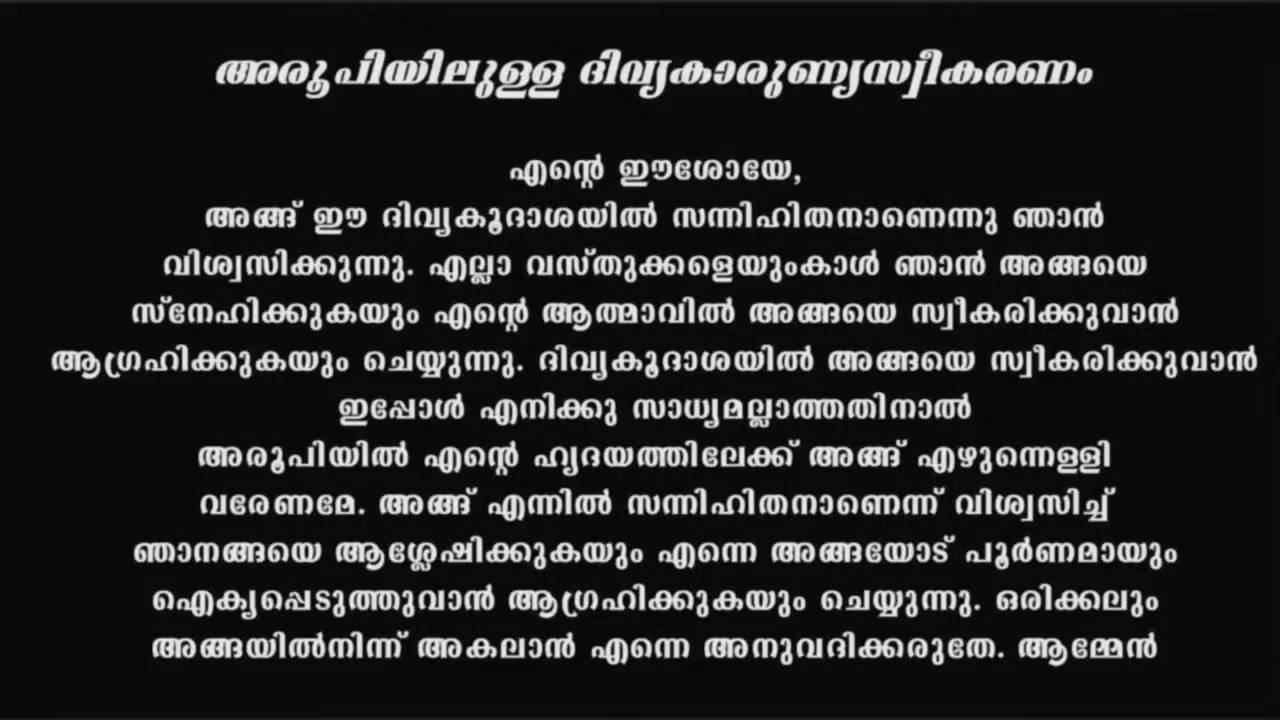 അരൂപിയിലുള്ള ദിവ്യകാരുണ്യസ്വീകരണം
എന്റെ ഈശോയേ,
അങ്ങ് ഈ ദിവ്യകൂദാശയിൽ സന്നിഹിതനാണെന്നു ഞാൻ
വിശ്വസിക്കുന്നു. എല്ലാ വസ്തുക്കളെയുംകാൾ ഞാൻ അങ്ങയെ
സ്നേഹിക്കുകയും എന്റെ ആത്മാവിൽ അങ്ങയെ സ്വീകരിക്കുവാൻ
ആഗ്രഹിക്കുകയും ചെയ്യുന്നു. ദിവ്യകൂദാശയിൽ അങ്ങയെ സ്വീകരിക്കുവാൻ
ഇപ്പോൾ എനിക്കു സാധ്യമല്ലാത്തതിനാൽ
അരൂപിയിൽ എന്റെ ഹൃദയത്തിലേക്ക് അങ്ങ് എഴുന്നെള്ളി
വരേണമേ. അങ്ങ് എന്നിൽ സന്നിഹിതനാണെന്ന് വിശ്വസിച്ച്
ഞാനങ്ങയെ ആശ്ലേഷിക്കുകയും എന്നെ അങ്ങയോട് പൂർണമായും
ഐക്യപ്പെടുത്തുവാൻ ആഗ്രഹിക്കുകയും ചെയ്യുന്നു. ഒരിക്കലും
അങ്ങയിൽനിന്ന് അകലാൻ എന്നെ അനുവദിക്കരുതേ. ആമ്മേൻ